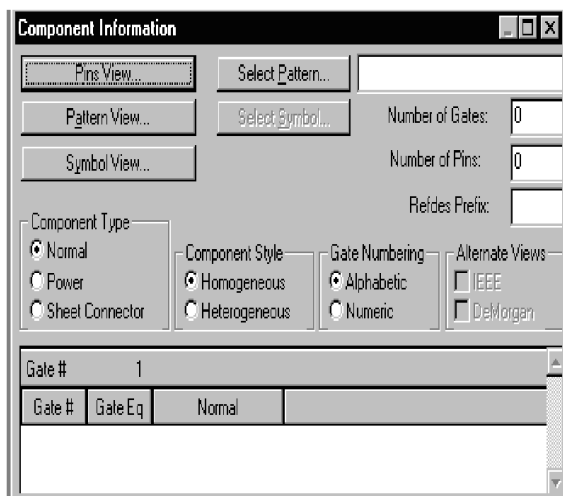 Component Information
Pins View...
Select Pattern...
Pattern View...
Select Symbol...
Number of Gates:
0
Symbol View...
Number of Pins:
0
Refdes Prefix:
Component Type
Normal
Power
Sheet Connector
Component Style
Homogeneous
Heterogeneous
Gate Numbering
Alphabetic
Numeric
Alternate Views
IEEE
DeMorgan
Gate # 1
Gate # Gate Eq Normal